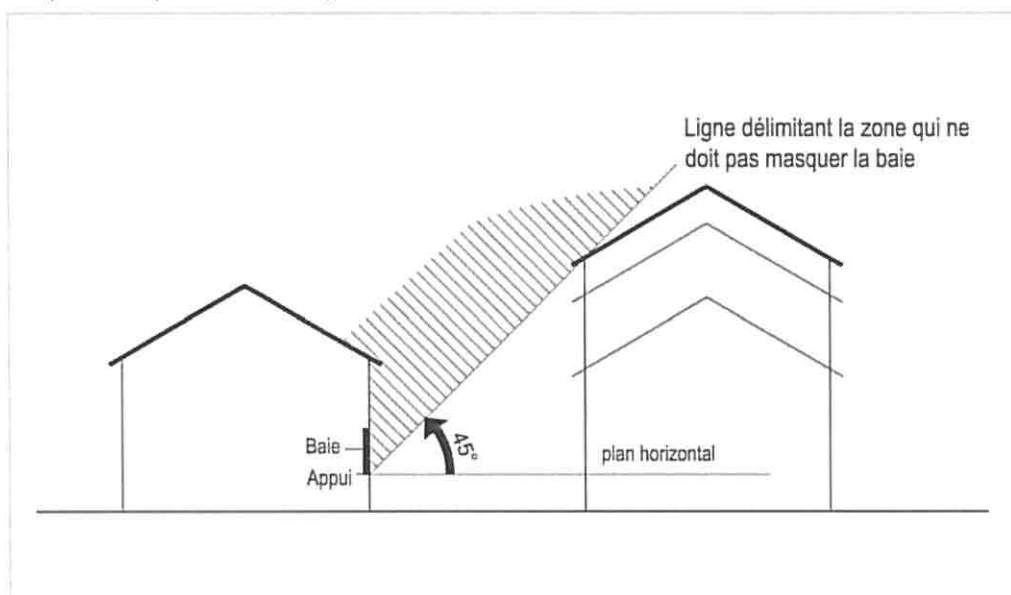 Ligne délimitant la zone qui ne
doit pas masquer la baie
Baie
45°
plan horizontal
Appui